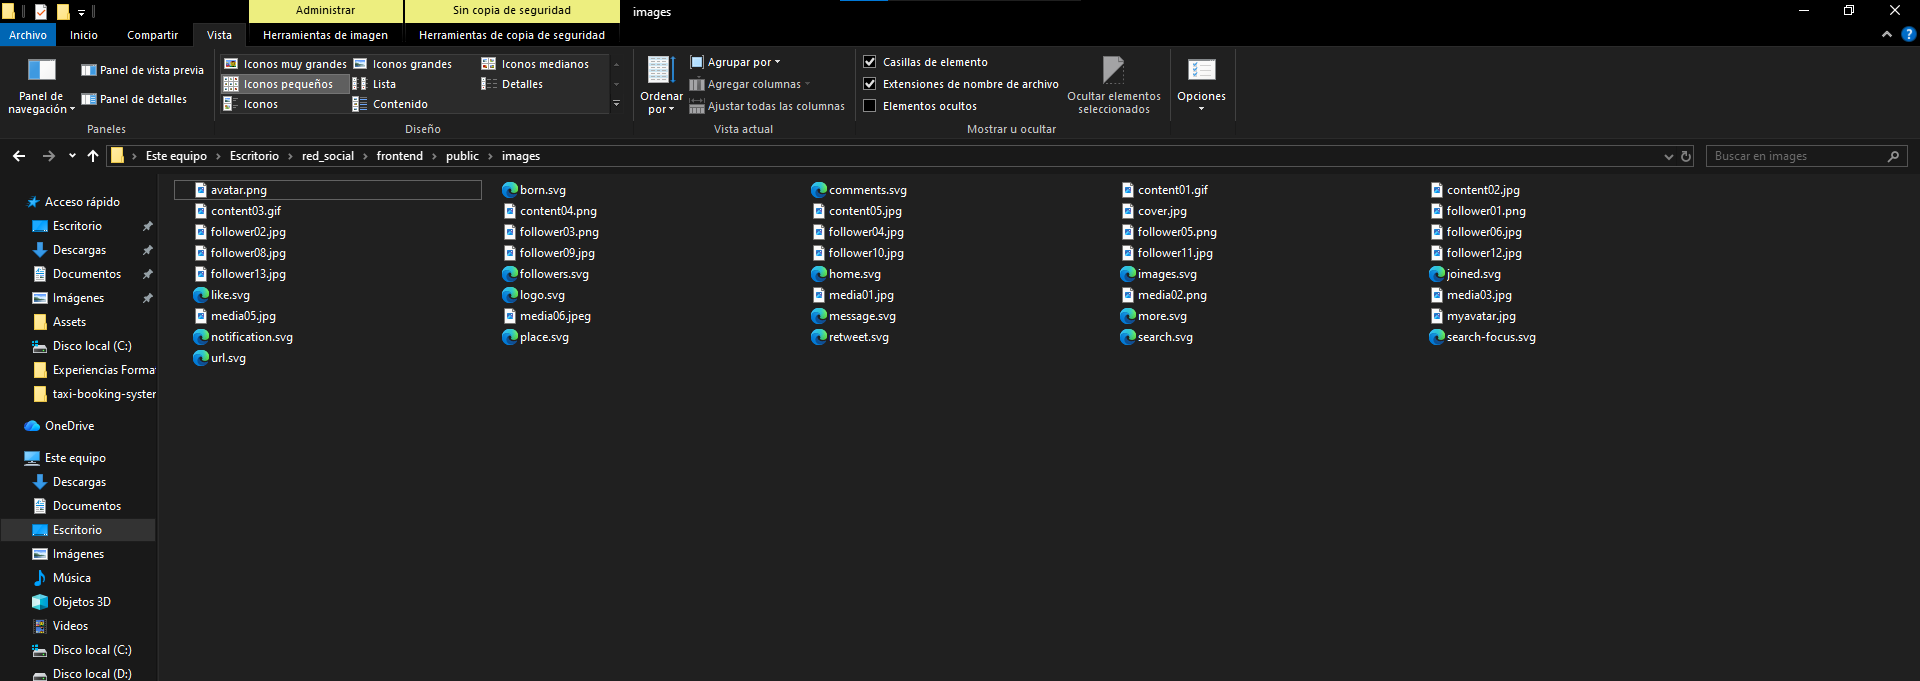 Administrar
Sin copia de seguridad
images
Archivo
Inicio
Compartir
Vista
Herramientas de imagen
Herramientas de copia de seguridad
Panel de navegación
Panel de vista previa
Panel de detalles
Paneles
Iconos muy grandes
Iconos grandes
Iconos medianos
Iconos pequeños
Lista
Detalles
Iconos
Contenido
Diseño
Ordenar por
Agrupar por
Agregar columnas
Ajustar todas las columnas
Vista actual
Casillas de elemento
Extensiones de nombre de archivo
Elementos ocultos
Ocultar elementos seleccionados
Mostrar u ocultar
Opciones
Este equipo > Escritorio > red_social > frontend > public > images
Buscar en images
Acceso rápido
Escritorio
Descargas
Documentos
Imágenes
Assets
Disco local (C:)
Experiencias Forma
taxi-booking-syster
OneDrive
Este equipo
Descargas
Documentos
Escritorio
Imágenes
Música
Objetos 3D
Videos
Disco local (C:)
Disco local (D:)
avatar.png
born.svg
comments.svg
content01.gif
content02.jpg
content03.gif
content04.png
content05.jpg
cover.jpg
follower01.png
follower02.jpg
follower03.png
follower04.jpg
follower05.png
follower06.jpg
follower08.jpg
follower09.jpg
follower10.jpg
follower11.jpg
follower12.jpg
follower13.jpg
followers.svg
home.svg
images.svg
joined.svg
like.svg
logo.svg
media01.jpg
media02.png
media03.jpg
media05.jpg
media06.jpeg
message.svg
more.svg
myavatar.jpg
notification.svg
place.svg
retweet.svg
search.svg
search-focus.svg
url.svg